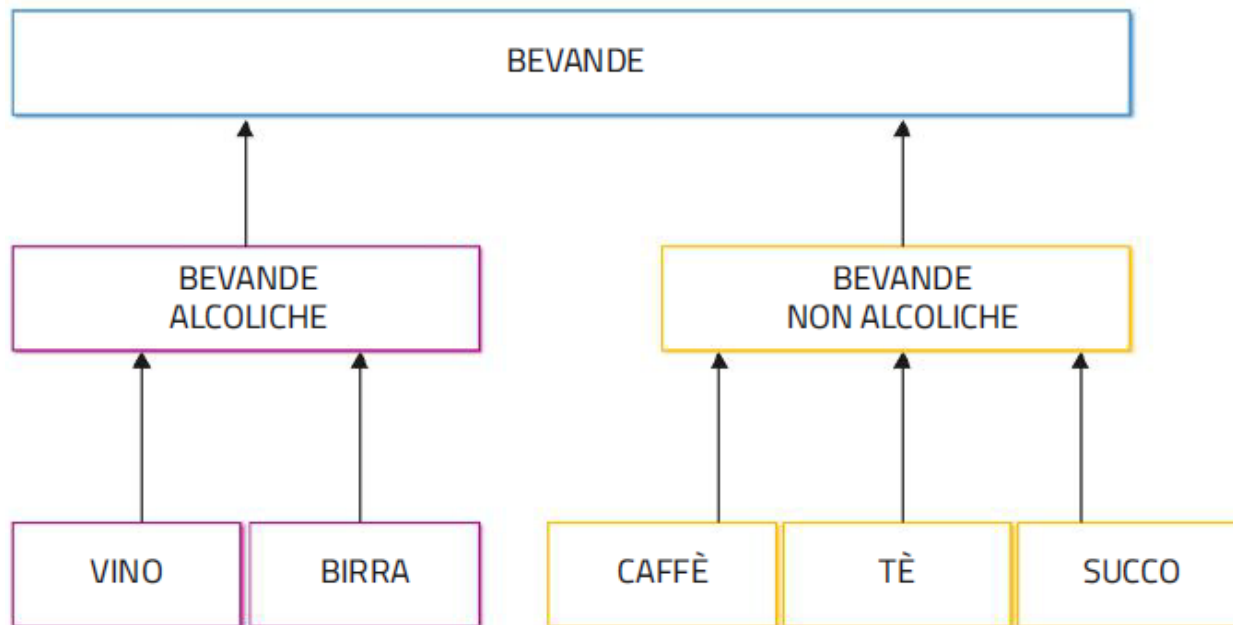 BEVANDE
BEVANDE
ALCOLICHE
BEVANDE
NON ALCOLICHE
VINO
BIRRA
CAFFÈ
TÈ
SUCCO